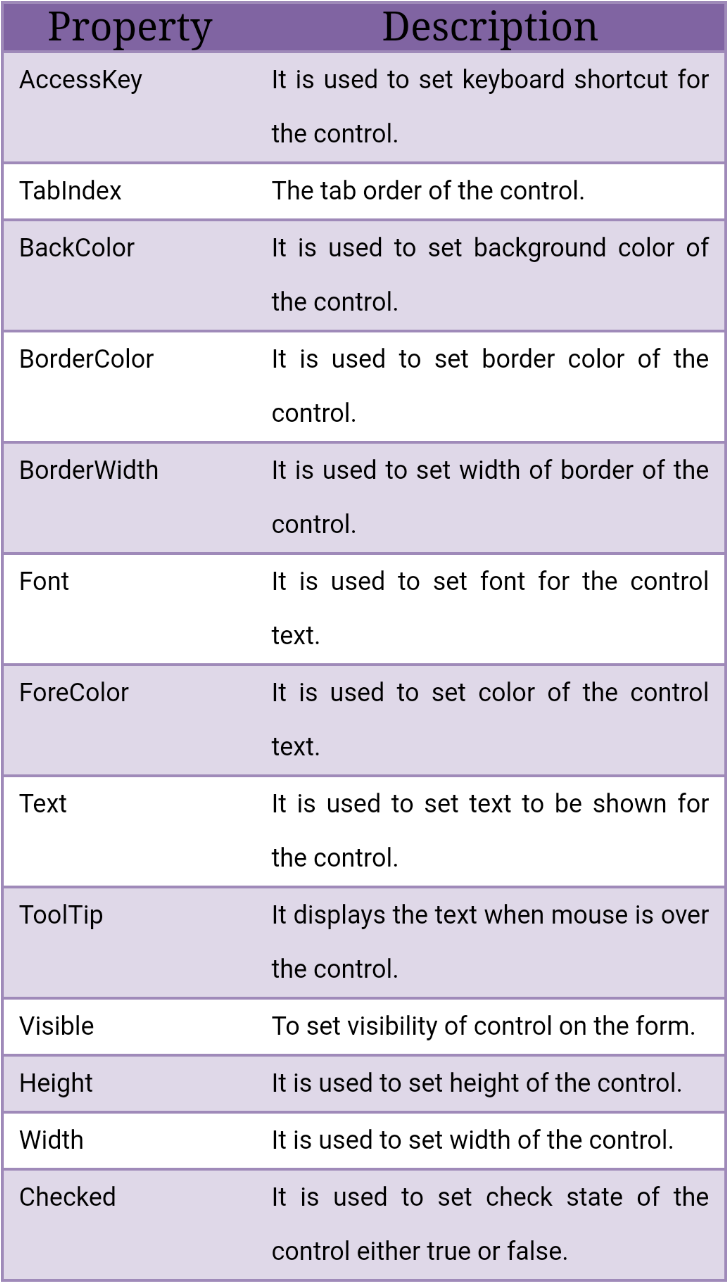 Property Description
AccessKey It is used to set keyboard shortcut for
the control.
TabIndex The tab order of the control.
BackColor It is used to set background color of
the control.
BorderColor It is used to set border color of the
control.
BorderWidth It is used to set width of border of the
control.
Font It is used to set font for the control
text.
ForeColor It is used to set color of the control
text.
Text It is used to set text to be shown for
the control.
ToolTip It displays the text when mouse is over
the control.
Visible To set visibility of control on the form.
Height It is used to set height of the control.
Width It is used to set width of the control.
Checked It is used to set check state of the
control either true or false.